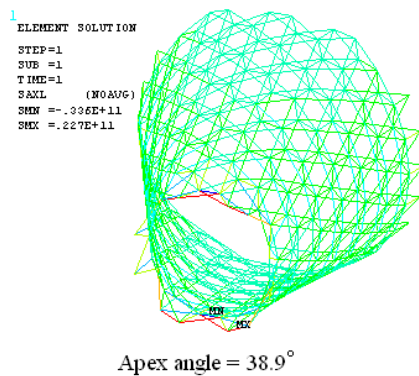 1
ELEMENT SOLUTION
STEP=1
SUB =1
TIME=1
SAXL (NOAVG)
SMN =-.336E+11
SMX =.227E+11
MN
MX
Apex angle = 38.9°